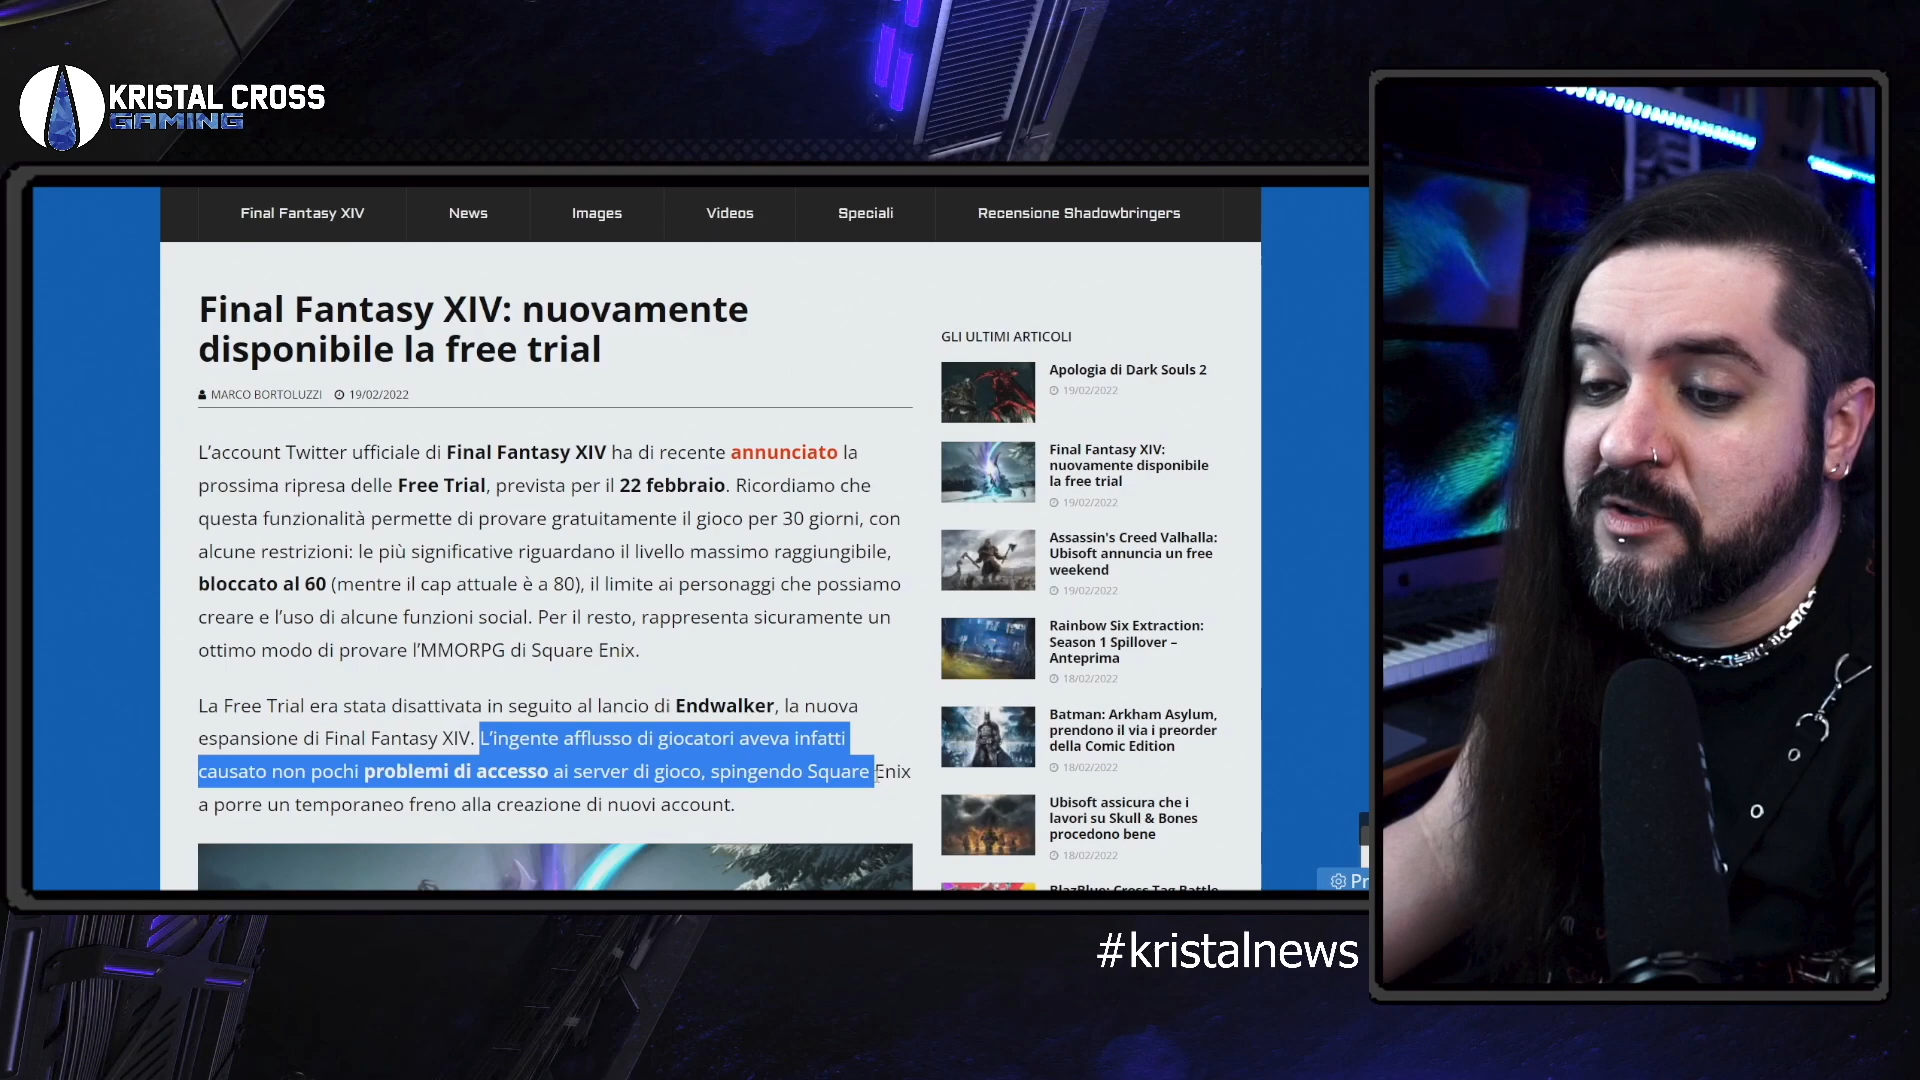 KRISTAL CROSS
GAMING
Final Fantasy XIV
News
Images
Videos
Speciali
Recensione Shadowbringers
Final Fantasy XIV: nuovamente
disponibile la free trial
MARCO BORTOLUZZI 19/02/2022
L'account Twitter ufficiale di Final Fantasy XIV ha di recente annunciato la
prossima ripresa delle Free Trial, prevista per il 22 febbraio. Ricordiamo che
questa funzionalità permette di provare gratuitamente il gioco per 30 giorni, con
alcune restrizioni: le più significative riguardano il livello massimo raggiungibile,
bloccato al 60 (mentre il cap attuale è a 80), il limite ai personaggi che possiamo
creare e l'uso di alcune funzioni social. Per il resto, rappresenta sicuramente un
ottimo modo di provare l'MMORPG di Square Enix.
La Free Trial era stata disattivata in seguito al lancio di Endwalker, la nuova
espansione di Final Fantasy XIV. L'ingente afflusso di giocatori aveva infatti
causato non pochi problemi di accesso ai server di gioco, spingendo Square Enix
a porre un temporaneo freno alla creazione di nuovi account.
GLI ULTIMI ARTICOLI
Apologia di Dark Souls 2
19/02/2022
Final Fantasy XIV:
nuovamente disponibile
la free trial
19/02/2022
Assassin's Creed Valhalla:
Ubisoft annuncia un free
weekend
19/02/2022
Rainbow Six Extraction:
Season 1 Spillover –
Anteprima
18/02/2022
Batman: Arkham Asylum,
prendono il via i preorder
della Comic Edition
18/02/2022
Ubisoft assicura che i
lavori su Skull & Bones
procedono bene
18/02/2022
BlazBlue: Cross Tag Battle
Pr
#kristalnews